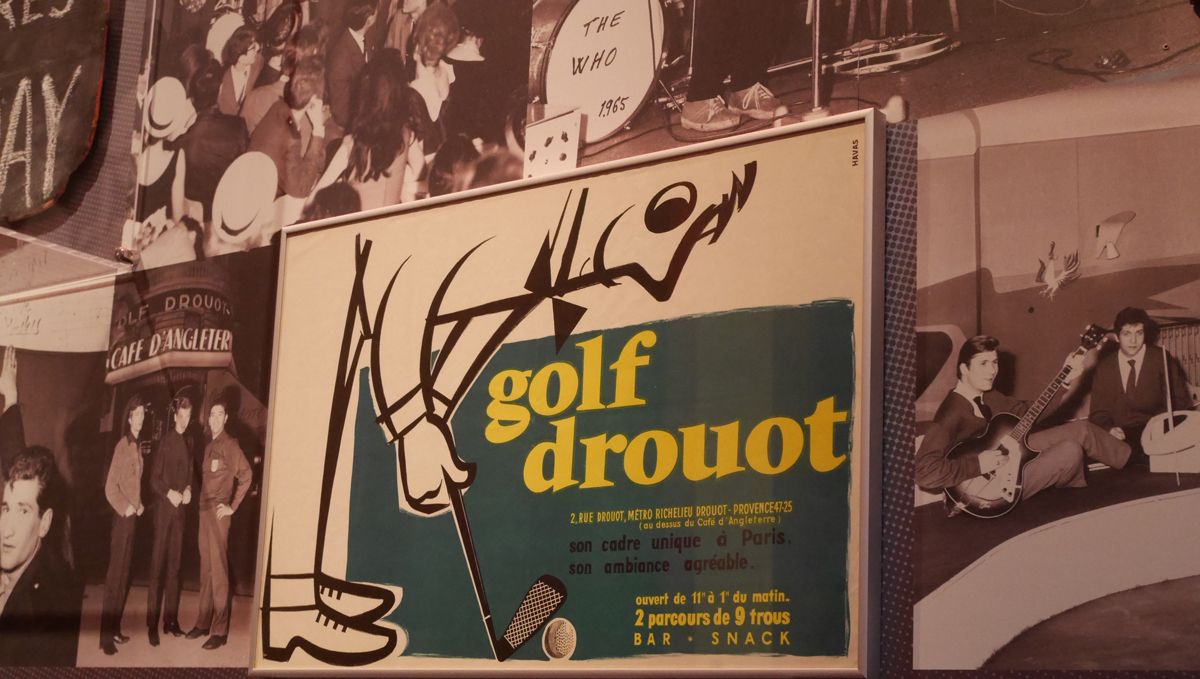 AY
THE
WHO
1965
HAVAS
DROUOT
CAFE D'ANGLETER
golf
drouot
2, RUE DROUOT, MÉTRO RICHELIEU DROUOT - PROVENCE 47-25
(au dessus du Café d'Angleterre)
son cadre unique à Paris.
son ambiance agréable.
ouvert de 11ʰ à 1ʰ du matin.
2 parcours de 9 trous
BAR • SNACK